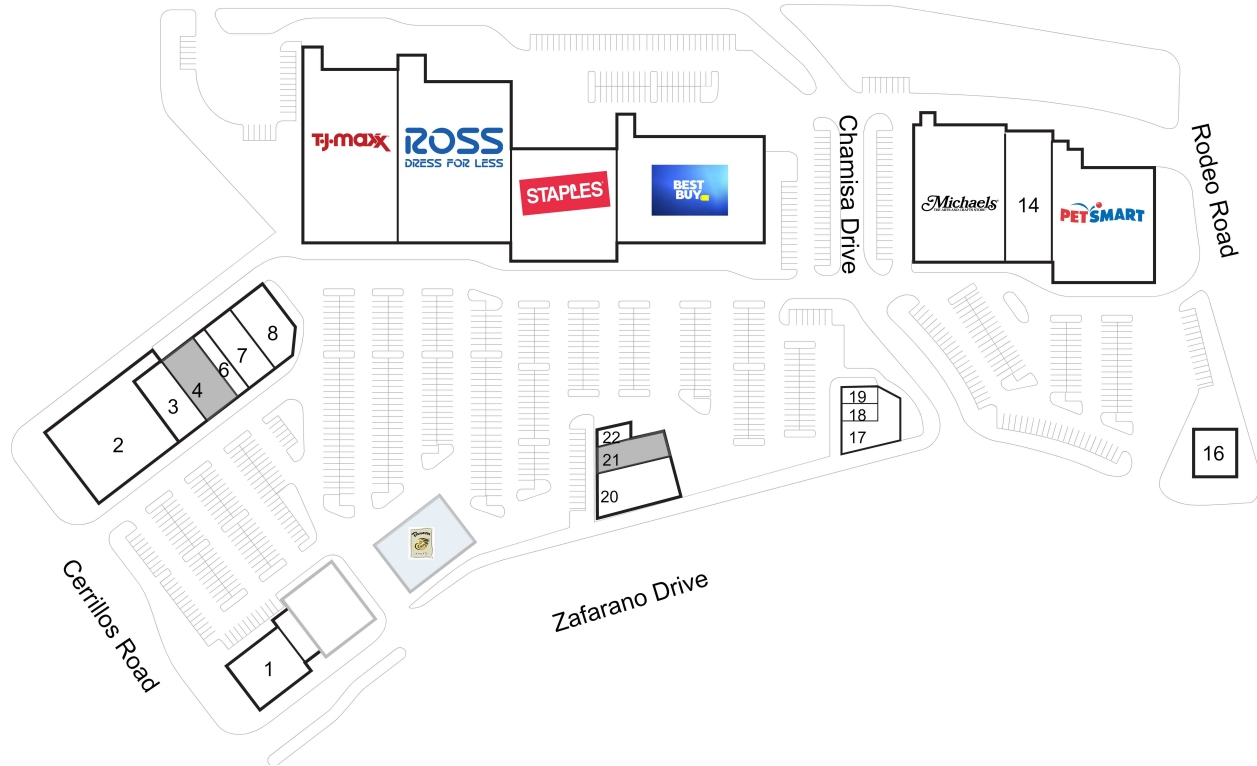 T·J·maxx
ROSS
DRESS FOR LESS
STAPLES
BEST
BUY
Chamisa Drive
Michaels
14
PETSMART
Rodeo Road
8
7
6
4
3
2
19
18
17
22
21
20
16
Cerrillos Road
1
Zafarano Drive